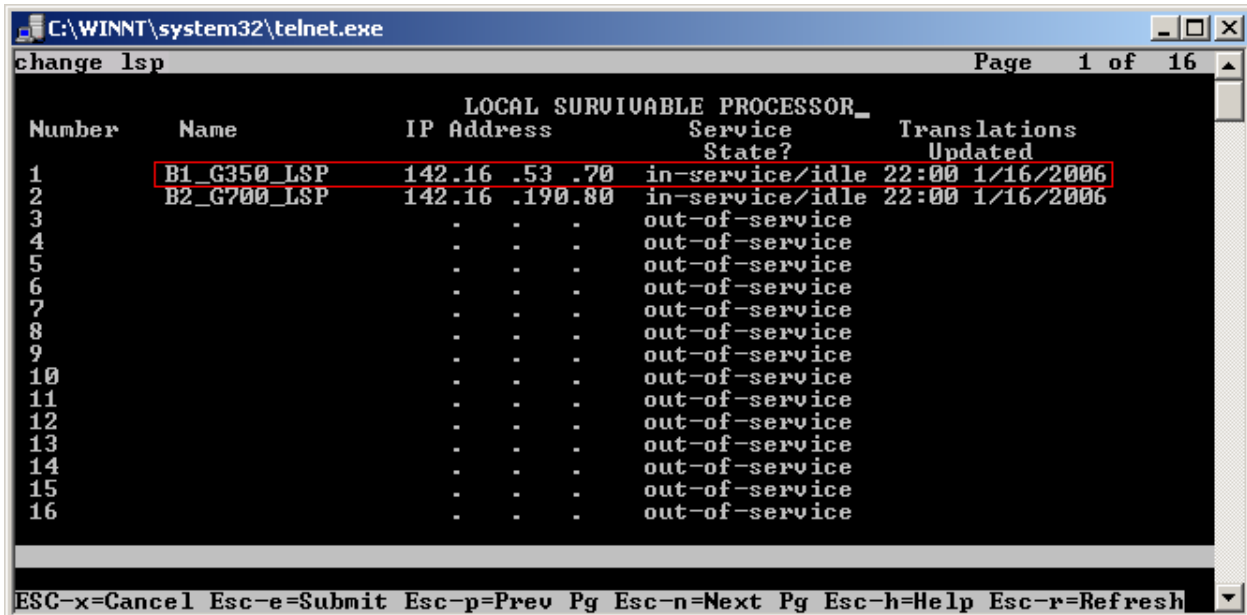 C:\WINNT\system32\telnet.exe
change lsp Page 1 of 16
LOCAL SURVIVABLE PROCESSOR_
Number Name IP Address Service Translations
State? Updated
1 B1_G350_LSP 142.16 .53 .70 in-service/idle 22:00 1/16/2006
2 B2_G700_LSP 142.16 .190.80 in-service/idle 22:00 1/16/2006
3 . . . out-of-service
4 . . . out-of-service
5 . . . out-of-service
6 . . . out-of-service
7 . . . out-of-service
8 . . . out-of-service
9 . . . out-of-service
10 . . . out-of-service
11 . . . out-of-service
12 . . . out-of-service
13 . . . out-of-service
14 . . . out-of-service
15 . . . out-of-service
16 . . . out-of-service
ESC-x=Cancel Esc-e=Submit Esc-p=Prev Pg Esc-n=Next Pg Esc-h=Help Esc-r=Refresh